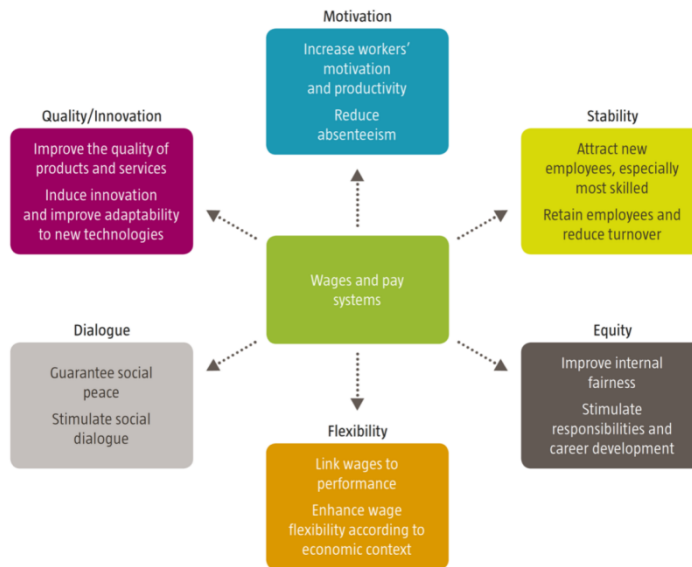 Motivation
Increase workers'
motivation
and productivity
Reduce
absenteeism
Quality/Innovation
Improve the quality of
products and services
Induce innovation
and improve adaptability
to new technologies
Stability
Attract new
employees, especially
most skilled
Retain employees and
reduce turnover
Wages and pay
systems
Dialogue
Guarantee social
peace
Stimulate social
dialogue
Equity
Improve internal
fairness
Stimulate
responsibilities and
career development
Flexibility
Link wages to
performance
Enhance wage
flexibility according to
economic context